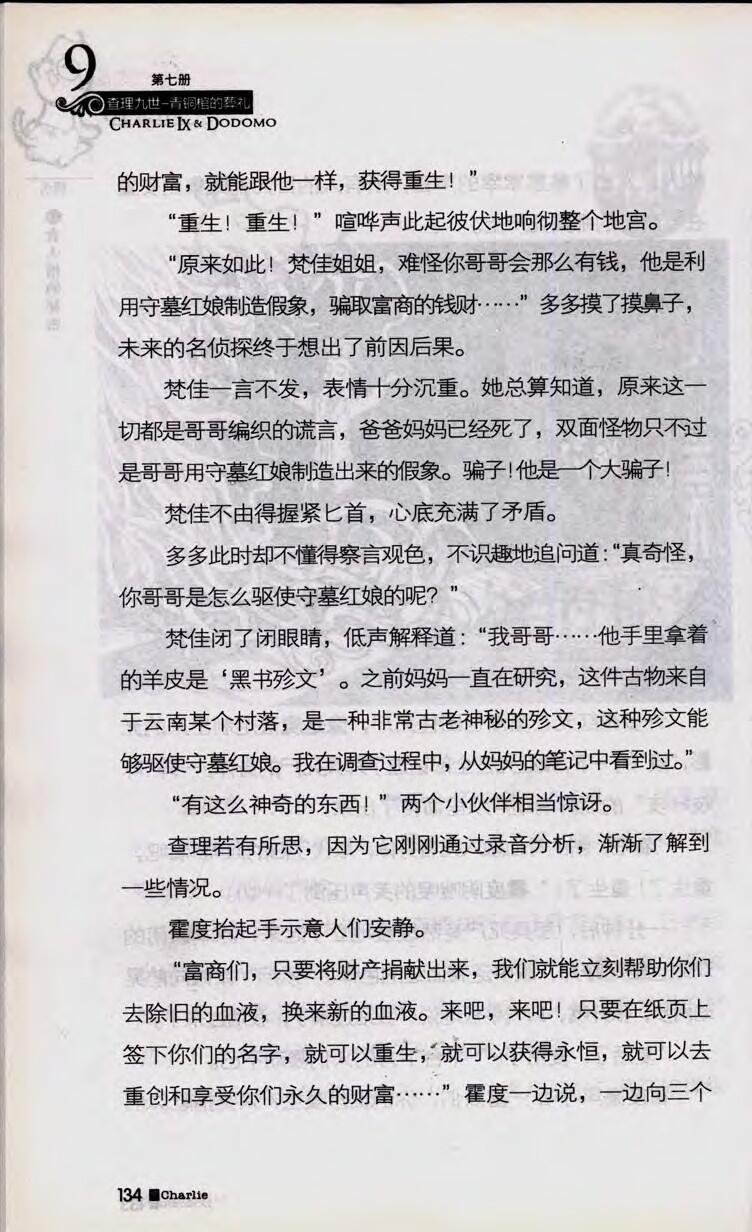 9
第七册
查理九世-青铜棺的葬礼
CHARLIE IX & DODOMO
的财富，就能跟他一样，获得重生！”
“重生！重生！”喧哗声此起彼伏地响彻整个地宫。
“原来如此！梵佳姐姐，难怪你哥哥会那么有钱，他是利
用守墓红娘制造假象，骗取富商的钱财……”多多摸了摸鼻子，
未来的名侦探终于想出了前因后果。
梵佳一言不发，表情十分沉重。她总算知道，原来这一
切都是哥哥编织的谎言，爸爸妈妈已经死了，双面怪物只不过
是哥哥用守墓红娘制造出来的假象。骗子！他是一个大骗子！
梵佳不由得握紧匕首，心底充满了矛盾。
多多此时却不懂得察言观色，不识趣地追问道：“真奇怪，
你哥哥是怎么驱使守墓红娘的呢？”
梵佳闭了闭眼睛，低声解释道：“我哥哥……他手里拿着
的羊皮是‘黑书殄文’。之前妈妈一直在研究，这件古物来自
于云南某个村落，是一种非常古老神秘的殄文，这种殄文能
够驱使守墓红娘。我在调查过程中，从妈妈的笔记中看到过。”
“有这么神奇的东西！”两个小伙伴相当惊讶。
查理若有所思，因为它刚刚通过录音分析，渐渐了解到
一些情况。
霍度抬起手示意人们安静。
“富商们，只要将财产捐献出来，我们就能立刻帮助你们
去除旧的血液，换来新的血液。来吧，来吧！只要在纸页上
签下你们的名字，就可以重生，就可以获得永恒，就可以去
重创和享受你们永久的财富……”霍度一边说，一边向三个
134 Charlie